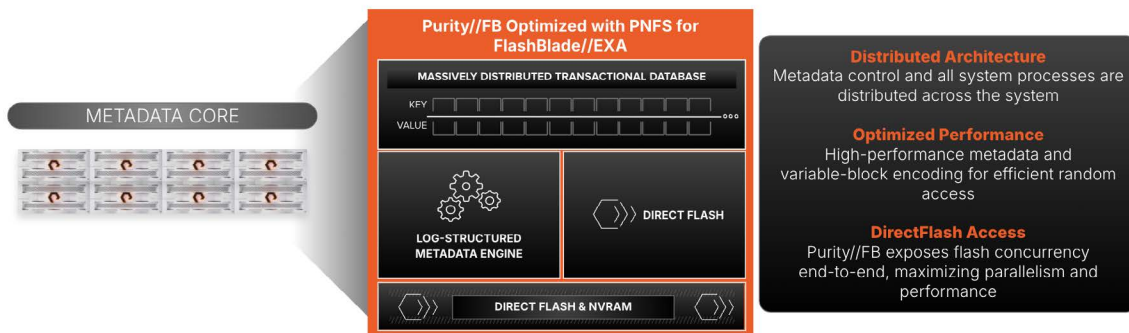 METADATA CORE
Purity//FB Optimized with PNFS for
FlashBlade//EXA
MASSIVELY DISTRIBUTED TRANSACTIONAL DATABASE
KEY
VALUE
LOG-STRUCTURED
METADATA ENGINE
DIRECT FLASH
DIRECT FLASH & NVRAM
Distributed Architecture
Metadata control and all system processes are
distributed across the system
Optimized Performance
High-performance metadata and
variable-block encoding for efficient random
access
DirectFlash Access
Purity//FB exposes flash concurrency
end-to-end, maximizing parallelism and
performance